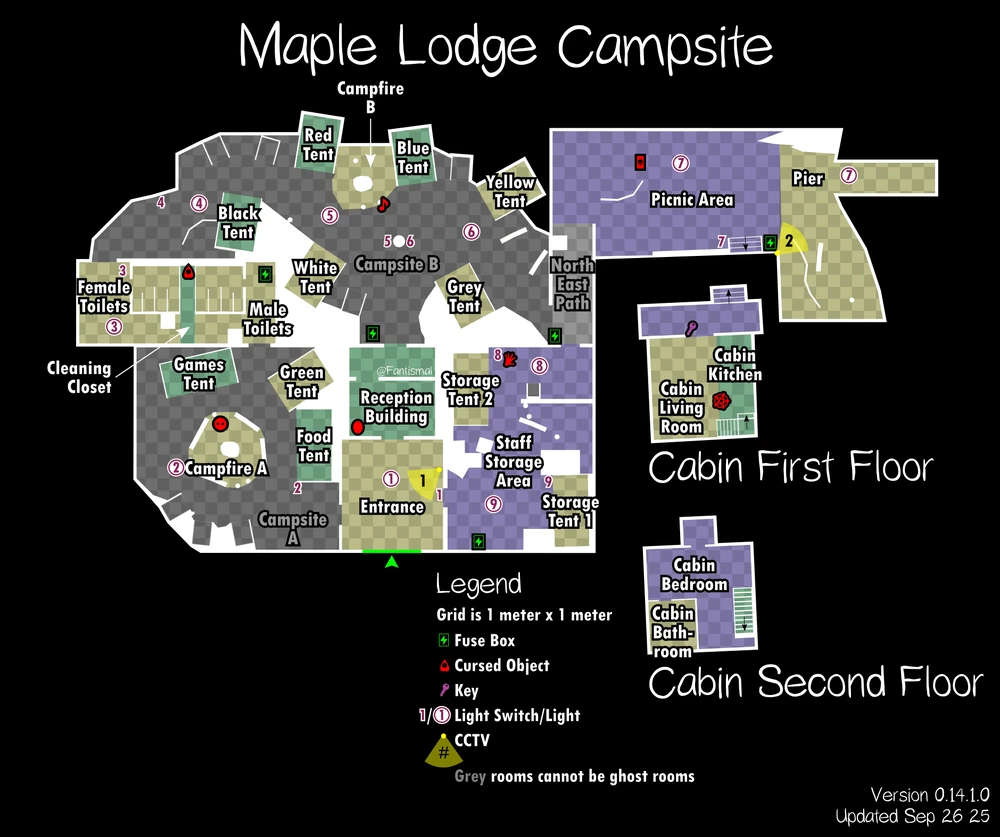 Maple Lodge Campsite
Campfire
B
Red
Tent
Blue
Tent
Yellow
Tent
7
Picnic Area
Pier
7
4
4
Black
Tent
5
6
5
6
Campsite B
7
2
North
East
Path
3
Female
Toilets
3
White
Tent
Grey
Tent
Male
Toilets
Cleaning
Closet
Games
Tent
Green
Tent
@Fantismal
Reception
Building
Storage
Tent 2
8
8
Cabin
Kitchen
Cabin
Living
Room
Food
Tent
Staff
Storage
Area
2
Campfire A
2
1
1
1
Entrance
9
9
Storage
Tent 1
Campsite
A
Cabin First Floor
Cabin
Bedroom
Cabin
Bath-
room
Cabin Second Floor
Legend
Grid is 1 meter x 1 meter
Fuse Box
Cursed Object
Key
1/1 Light Switch/Light
CCTV
#
Grey rooms cannot be ghost rooms
Version 0.14.1.0
Updated Sep 26 25